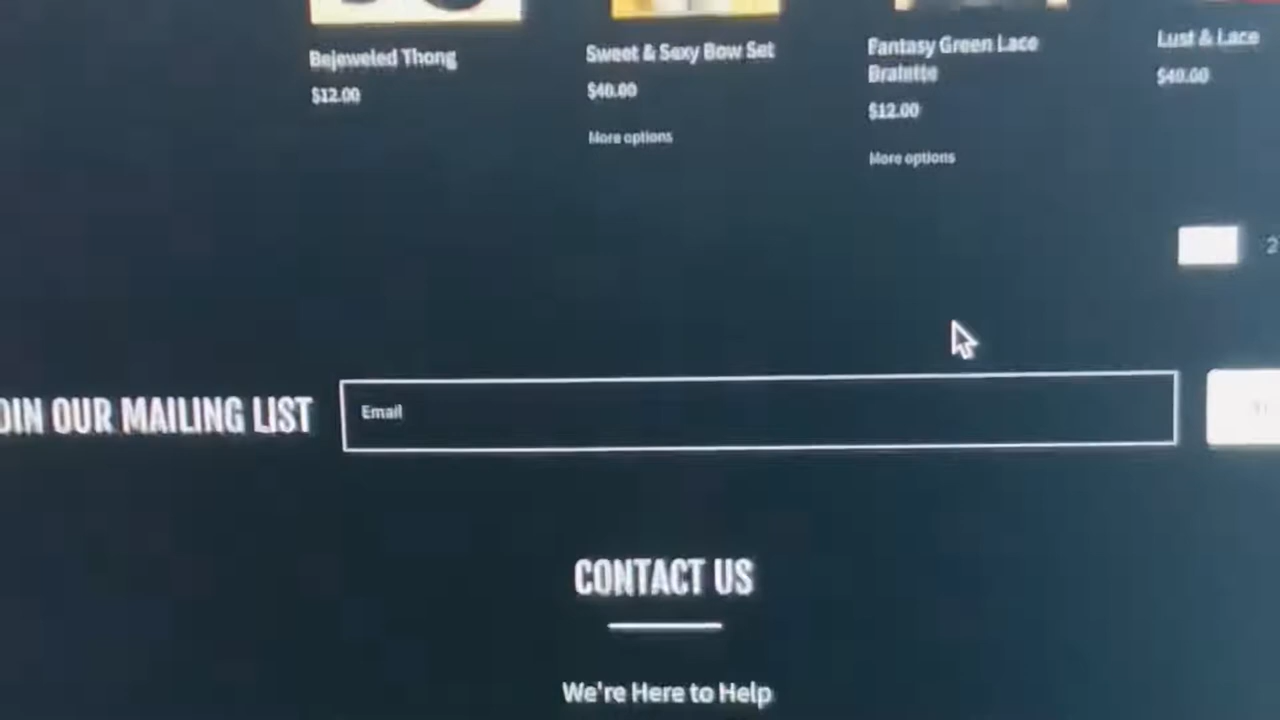 Bejeweled Thong
$12.00
Sweet & Sexy Bow Set
$40.00
More options
Fantasy Green Lace
Bralette
$12.00
More options
Lust & Lace
$40.00
2
OIN OUR MAILING LIST
Email
CONTACT US
We're Here to Help